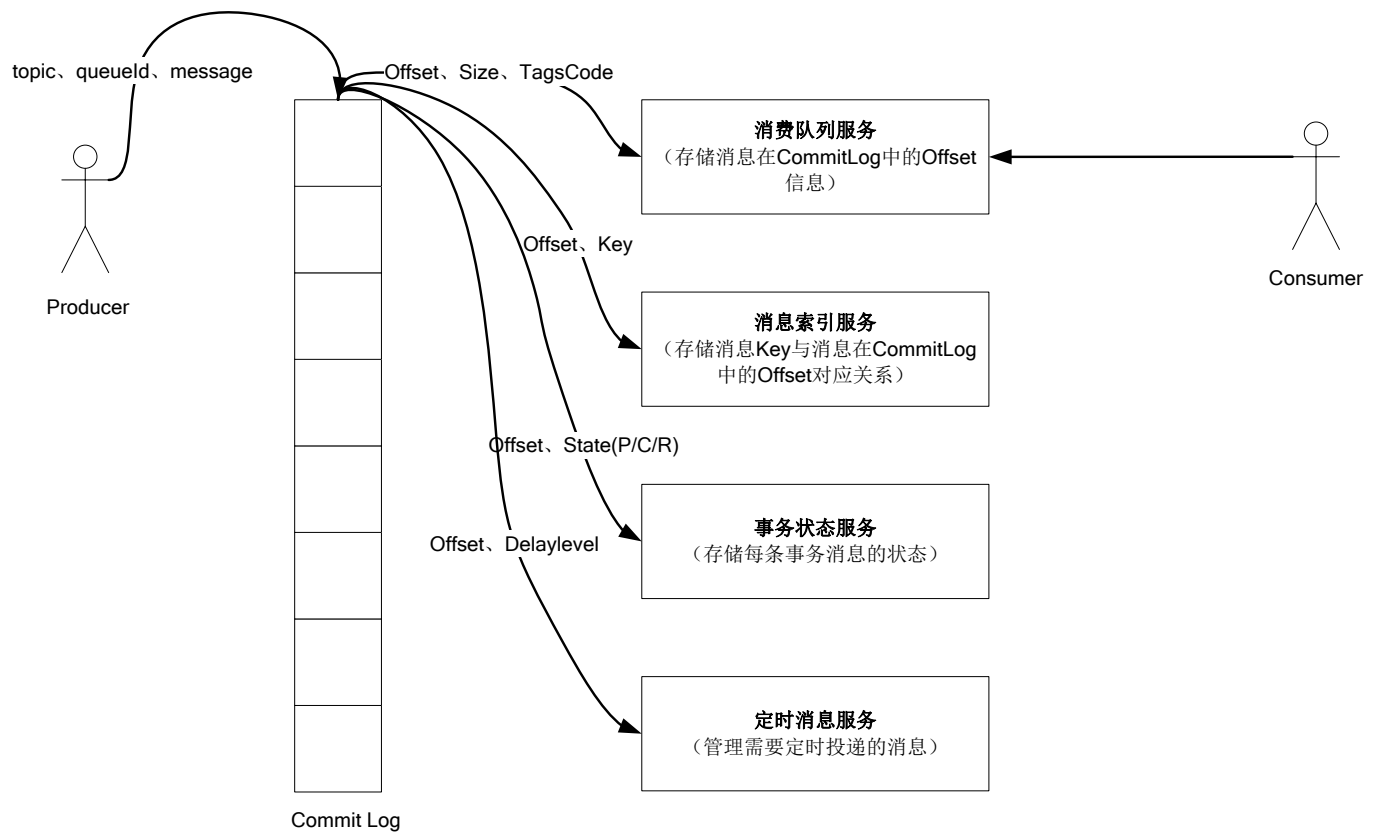 topic、queueId、message
Offset、Size、TagsCode
消费队列服务
（存储消息在CommitLog中的Offset
信息）
Offset、Key
Producer
Consumer
消息索引服务
（存储消息Key与消息在CommitLog
中的Offset对应关系）
Offset、State(P/C/R)
事务状态服务
（存储每条事务消息的状态）
Offset、Delaylevel
定时消息服务
（管理需要定时投递的消息）
Commit Log